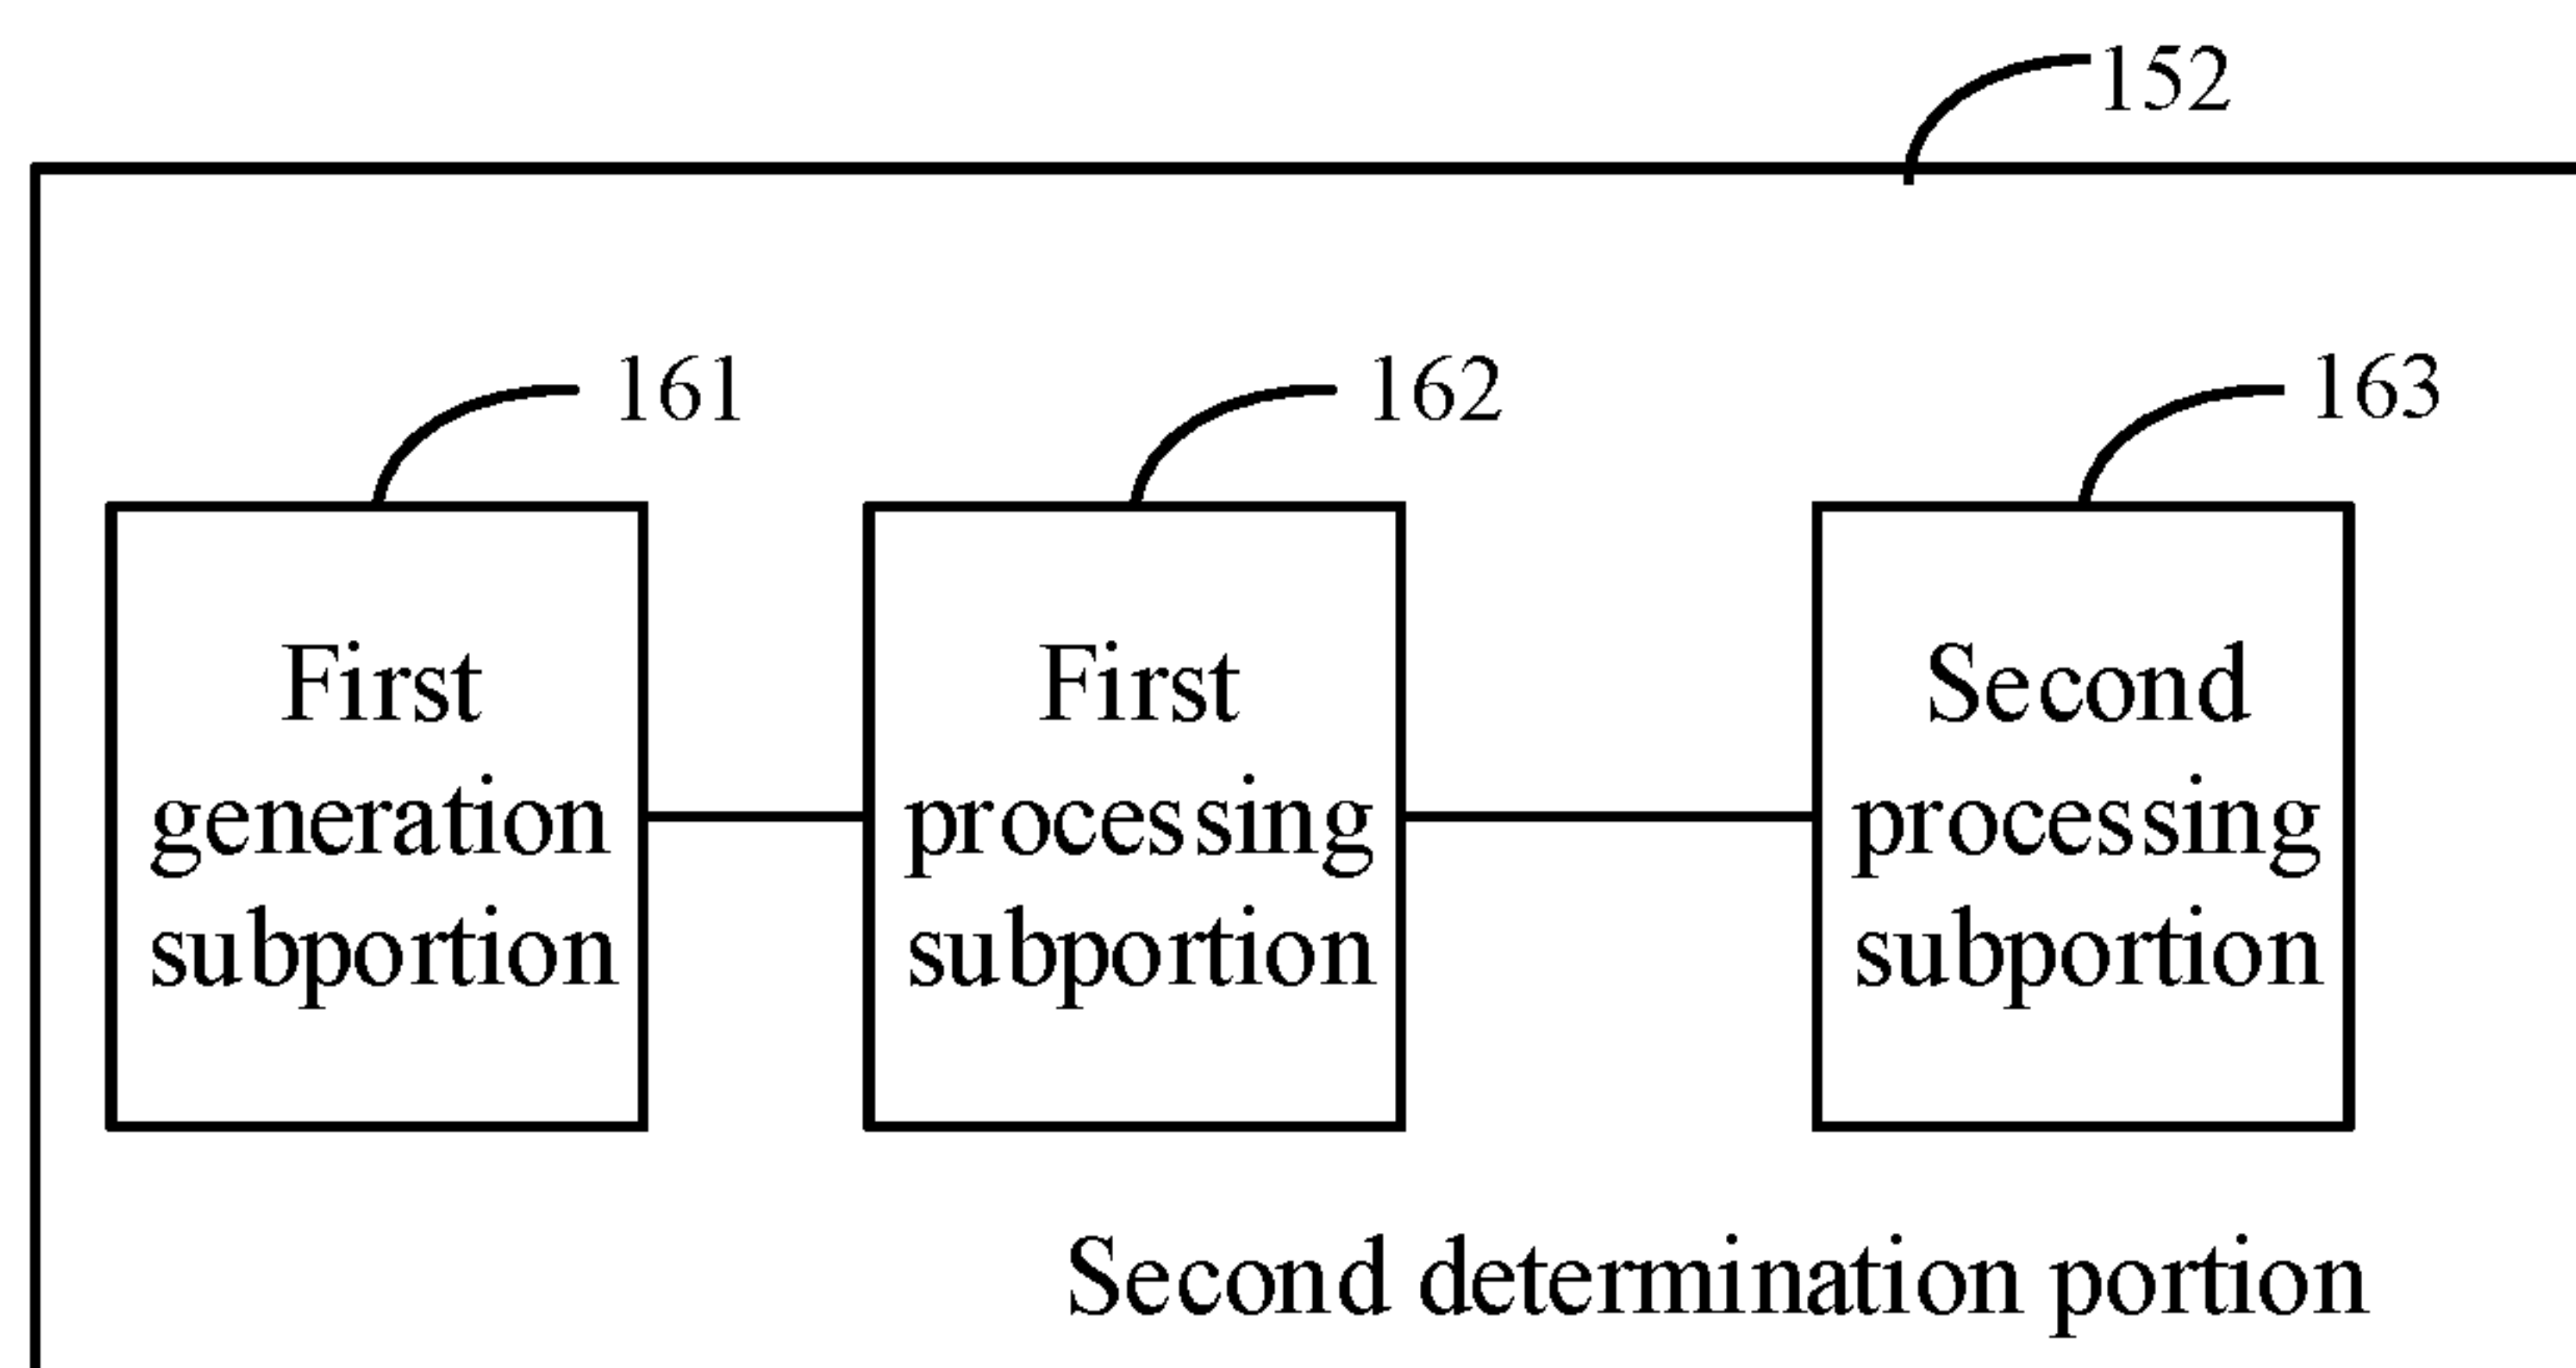 152
161
162
163
First
generation
subportion
First
processing
subportion
Second
processing
subportion
Second determination portion